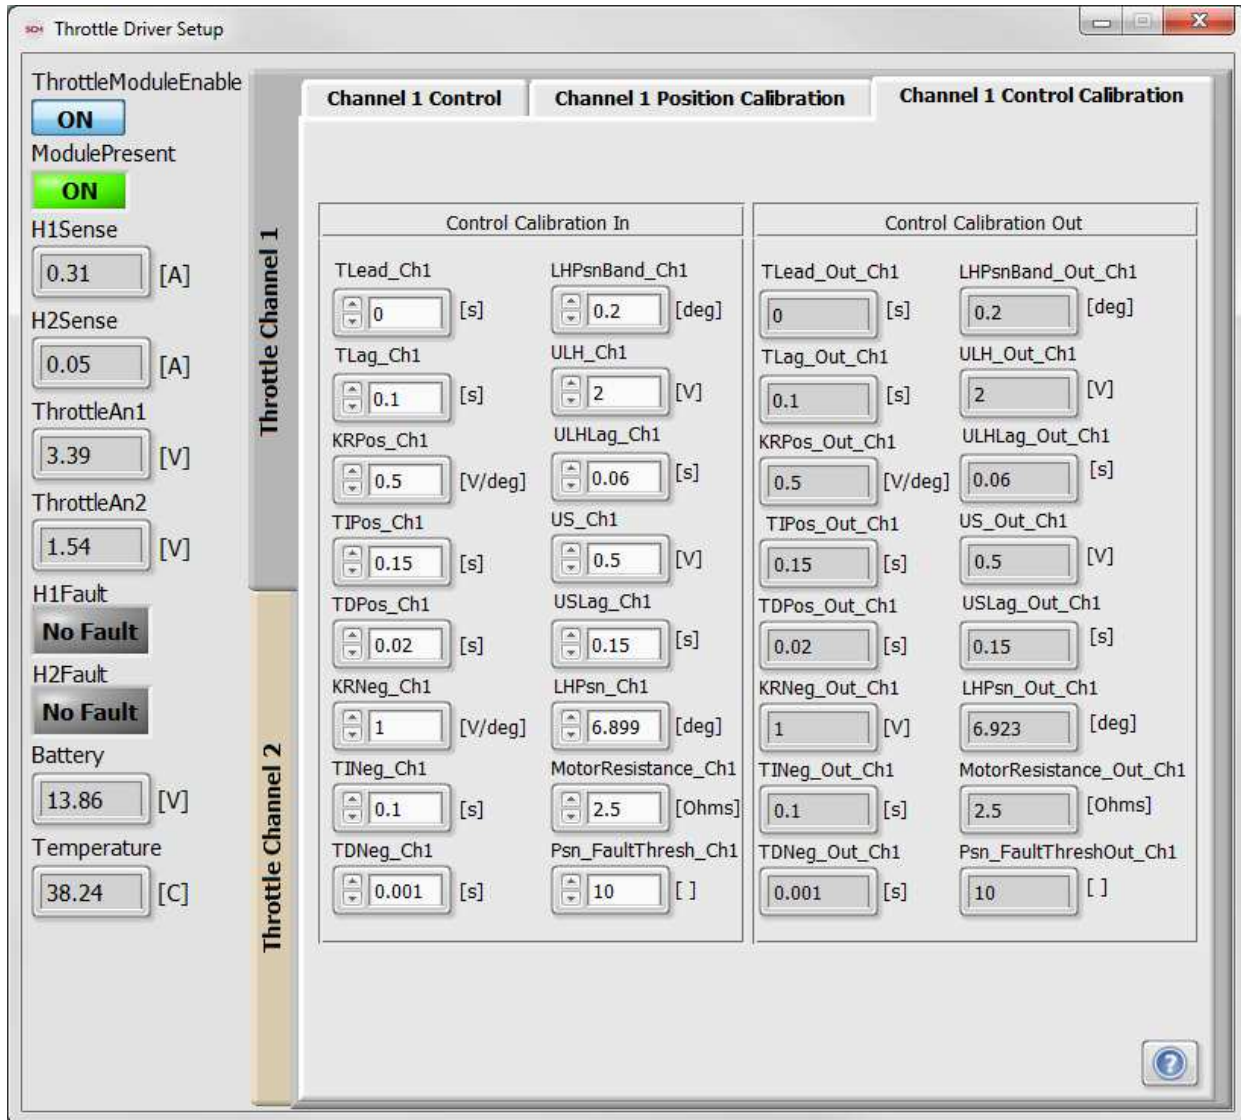 SCM Throttle Driver Setup
ThrottleModuleEnable
ON
ModulePresent
ON
H1Sense
0.31 [A]
H2Sense
0.05 [A]
ThrottleAn1
3.39 [V]
ThrottleAn2
1.54 [V]
H1Fault
No Fault
H2Fault
No Fault
Battery
13.86 [V]
Temperature
38.24 [C]
Throttle Channel 1
Throttle Channel 2
Channel 1 Control
Channel 1 Position Calibration
Channel 1 Control Calibration
Control Calibration In
TLead_Ch1
0 [s]
TLag_Ch1
0.1 [s]
KRPos_Ch1
0.5 [V/deg]
TIPos_Ch1
0.15 [s]
TDPos_Ch1
0.02 [s]
KRNeg_Ch1
1 [V/deg]
TINeg_Ch1
0.1 [s]
TDNeg_Ch1
0.001 [s]
LHPsnBand_Ch1
0.2 [deg]
ULH_Ch1
2 [V]
ULHLag_Ch1
0.06 [s]
US_Ch1
0.5 [V]
USLag_Ch1
0.15 [s]
LHPsn_Ch1
6.899 [deg]
MotorResistance_Ch1
2.5 [Ohms]
Psn_FaultThresh_Ch1
10 [ ]
Control Calibration Out
TLead_Out_Ch1
0 [s]
TLag_Out_Ch1
0.1 [s]
KRPos_Out_Ch1
0.5 [V/deg]
TIPos_Out_Ch1
0.15 [s]
TDPos_Out_Ch1
0.02 [s]
KRNeg_Out_Ch1
1 [V]
TINeg_Out_Ch1
0.1 [s]
TDNeg_Out_Ch1
0.001 [s]
LHPsnBand_Out_Ch1
0.2 [deg]
ULH_Out_Ch1
2 [V]
ULHLag_Out_Ch1
0.06 [s]
US_Out_Ch1
0.5 [V]
USLag_Out_Ch1
0.15 [s]
LHPsn_Out_Ch1
6.923 [deg]
MotorResistance_Out_Ch1
2.5 [Ohms]
Psn_FaultThreshOut_Ch1
10 [ ]
?